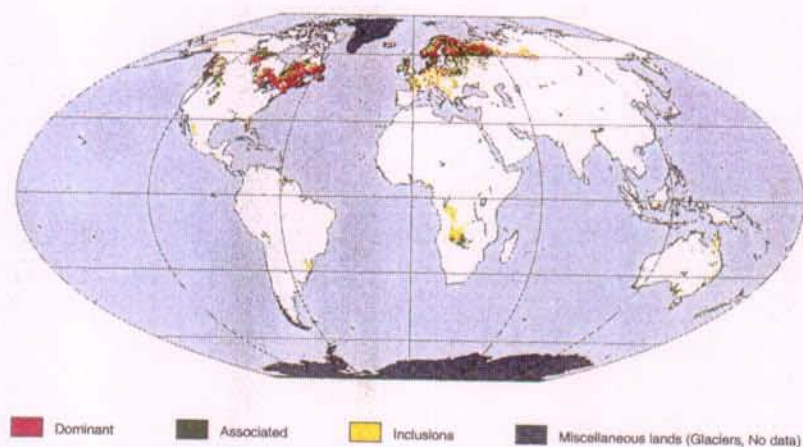 Dominant
Associated
Inclusions
Miscellaneous lands (Glaciers, No data)